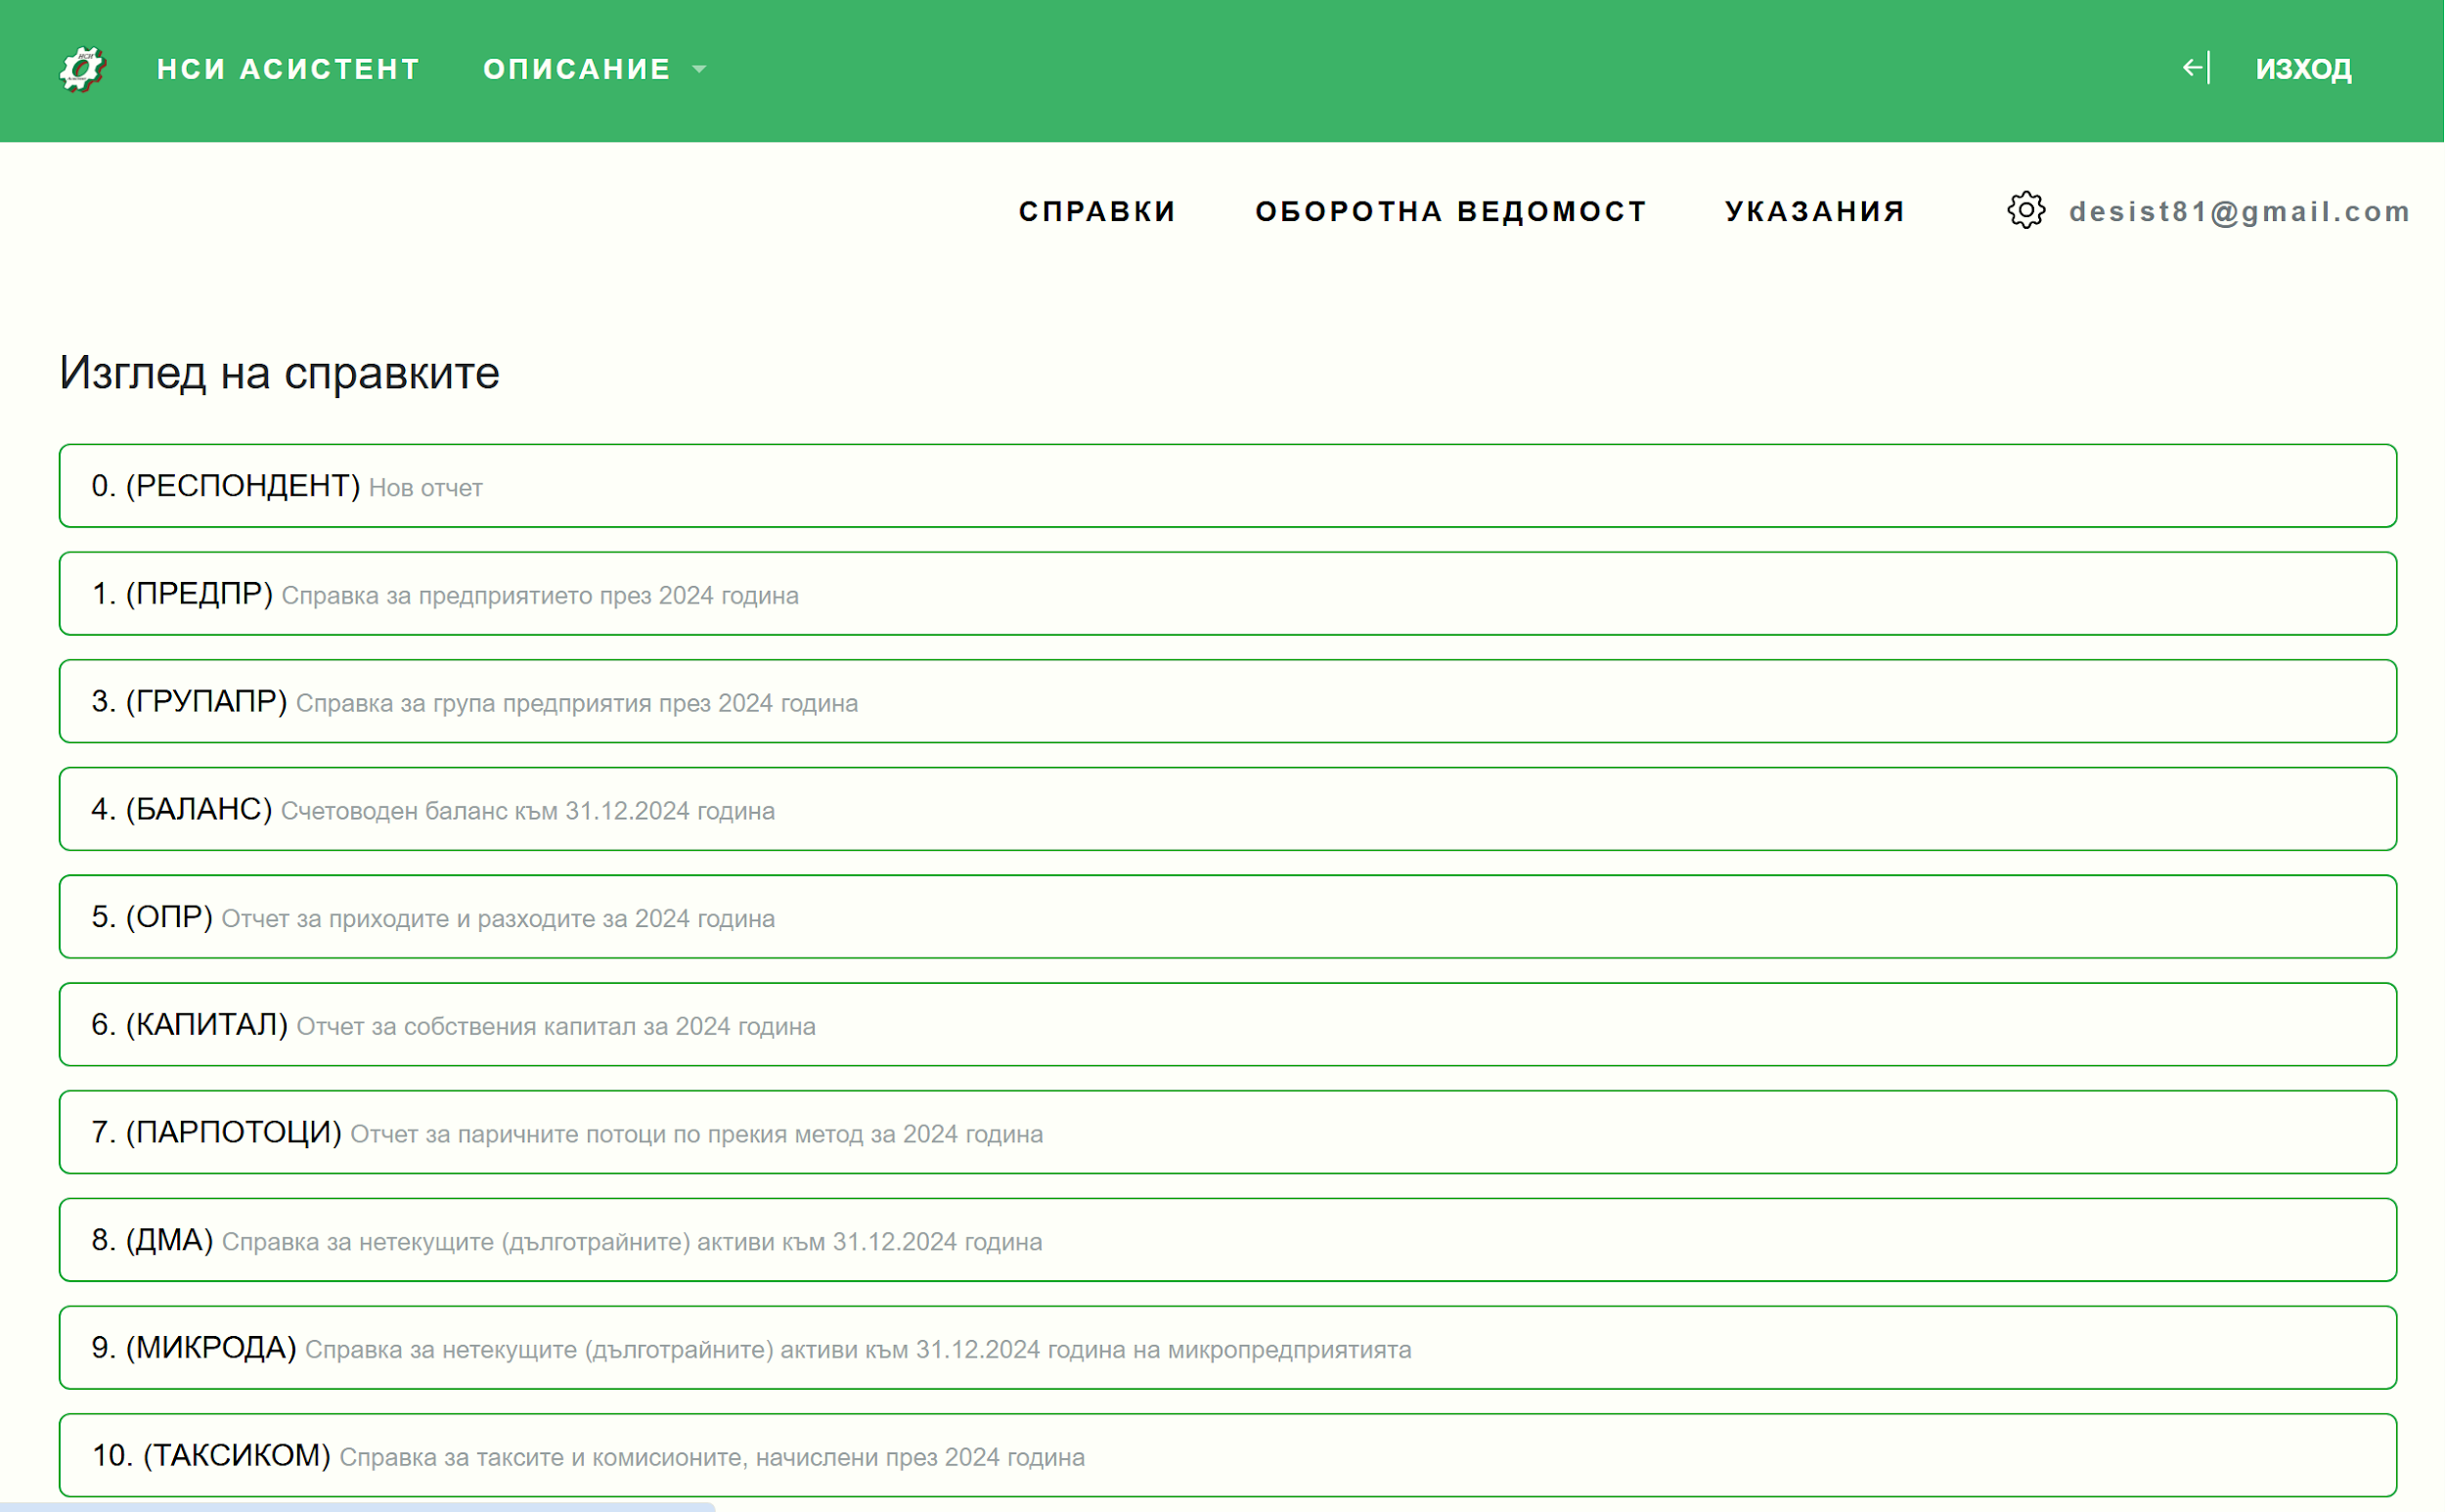 НСИ АСИСТЕНТ ОПИСАНИЕ ИЗХОД
СПРАВКИ ОБОРОТНА ВЕДОМОСТ УКАЗАНИЯ desist81@gmail.com
Изглед на справките
0. (РЕСПОНДЕНТ) Нов отчет
1. (ПРЕДПР) Справка за предприятието през 2024 година
3. (ГРУПАПР) Справка за група предприятия през 2024 година
4. (БАЛАНС) Счетоводен баланс към 31.12.2024 година
5. (ОПР) Отчет за приходите и разходите за 2024 година
6. (КАПИТАЛ) Отчет за собствения капитал за 2024 година
7. (ПАРПОТОЦИ) Отчет за паричните потоци по прекия метод за 2024 година
8. (ДМА) Справка за нетекущите (дълготрайните) активи към 31.12.2024 година
9. (МИКРОДА) Справка за нетекущите (дълготрайните) активи към 31.12.2024 година на микропредприятията
10. (ТАКСИКОМ) Справка за таксите и комисионите, начислени през 2024 година